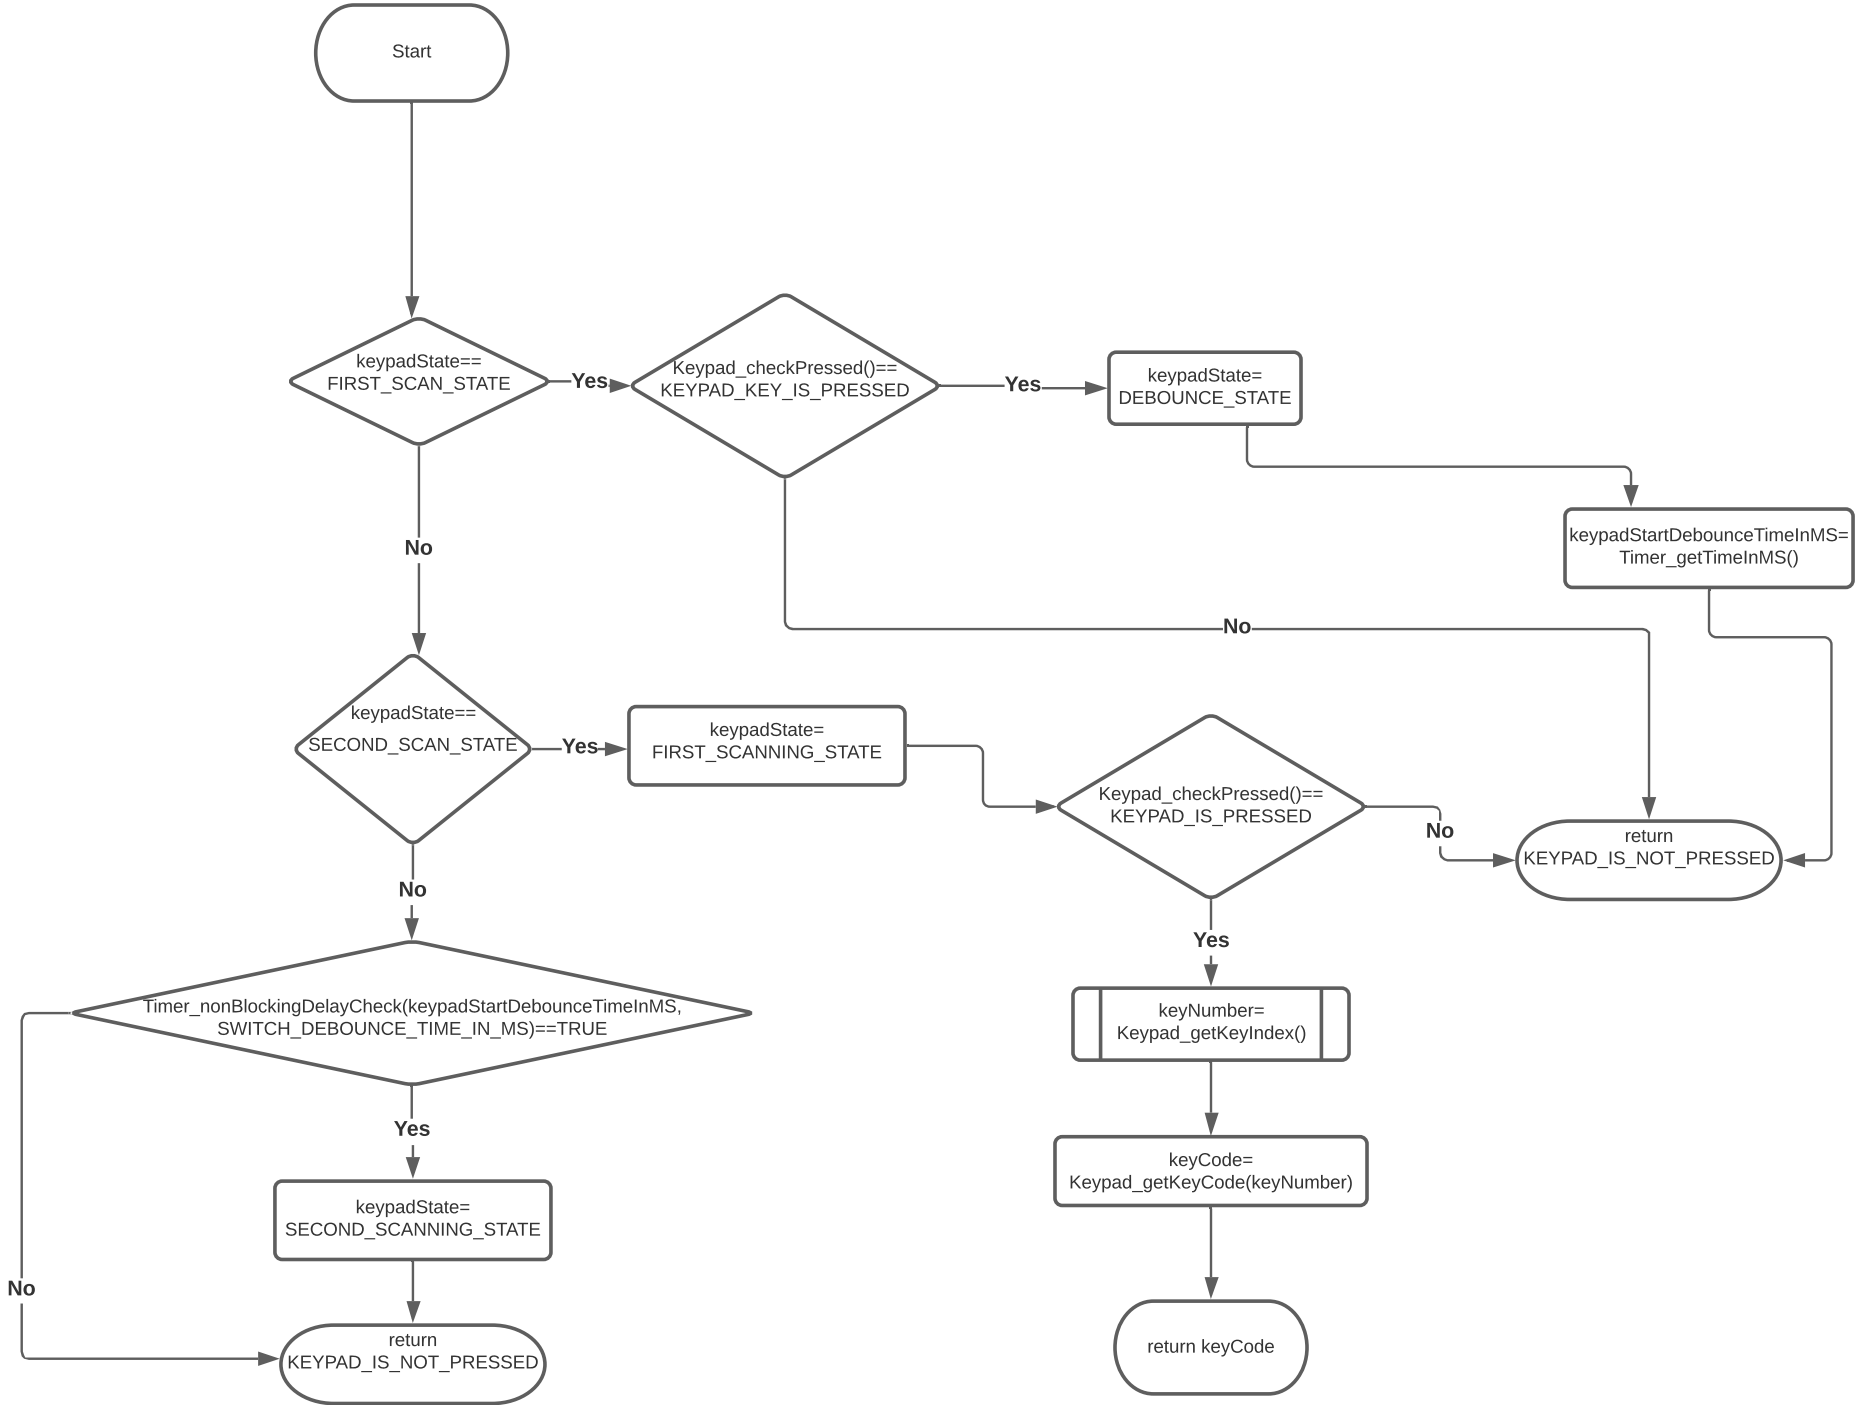 Start
keypadState==
FIRST_SCAN_STATE
Yes
Keypad_checkPressed()==
KEYPAD_KEY_IS_PRESSED
Yes
keypadState=
DEBOUNCE_STATE
keypadStartDebounceTimeInMS=
Timer_getTimeInMS()
No
No
keypadState==
SECOND_SCAN_STATE
Yes
keypadState=
FIRST_SCANNING_STATE
Keypad_checkPressed()==
KEYPAD_IS_PRESSED
No
return
KEYPAD_IS_NOT_PRESSED
No
Yes
Timer_nonBlockingDelayCheck(keypadStartDebounceTimeInMS,
SWITCH_DEBOUNCE_TIME_IN_MS)==TRUE
keyNumber=
Keypad_getKeyIndex()
Yes
keyCode=
Keypad_getKeyCode(keyNumber)
keypadState=
SECOND_SCANNING_STATE
No
return
KEYPAD_IS_NOT_PRESSED
return keyCode